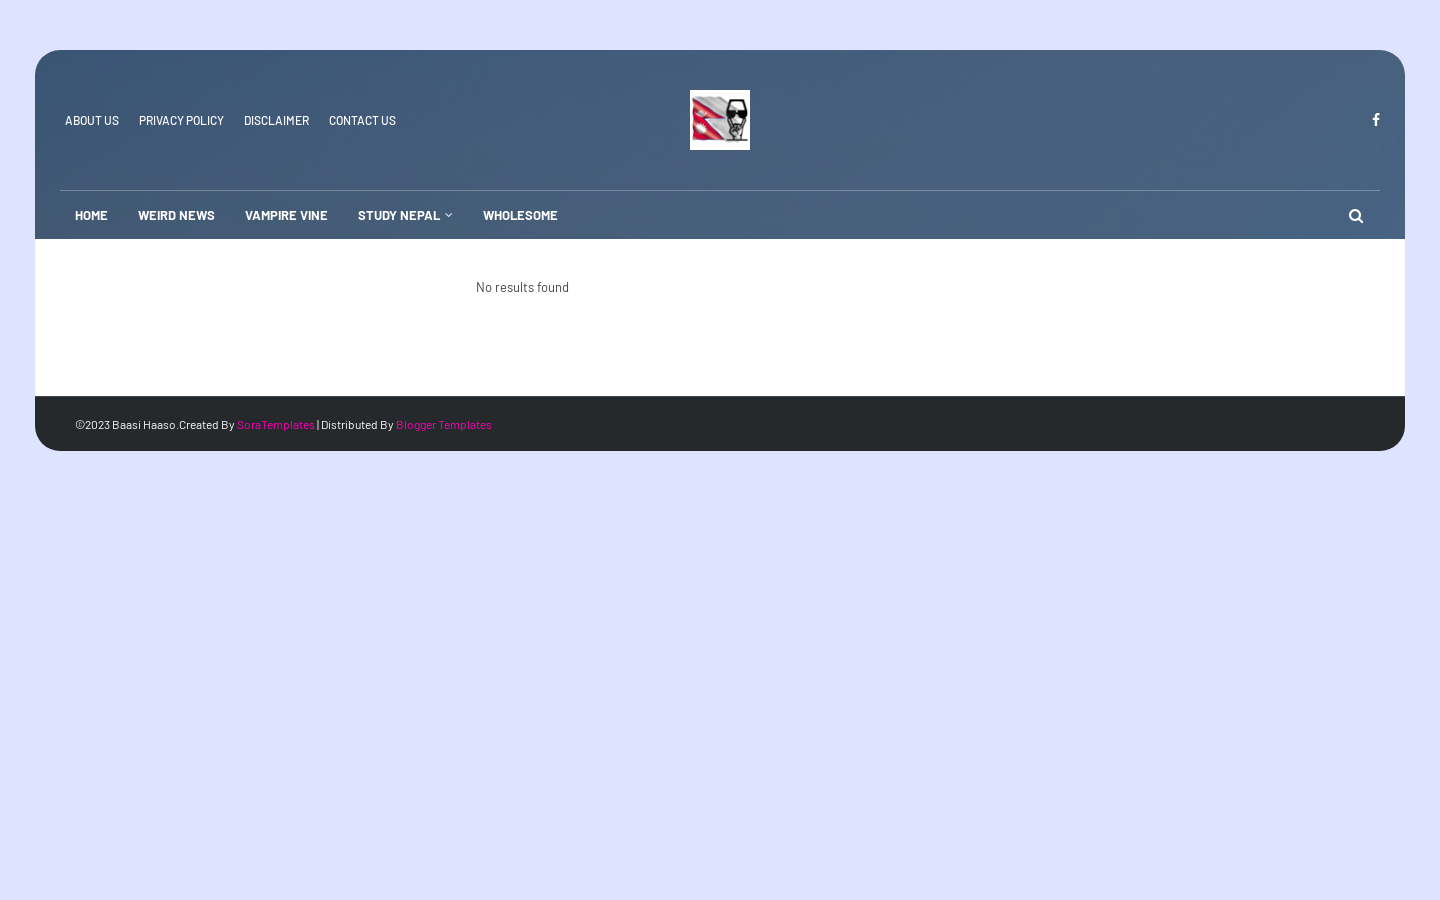 ABOUT US PRIVACY POLICY DISCLAIMER CONTACT US
HOME WEIRD NEWS VAMPIRE VINE STUDY NEPAL WHOLESOME
No results found
©2023 Baasi Haaso.Created By SoraTemplates | Distributed By Blogger Templates